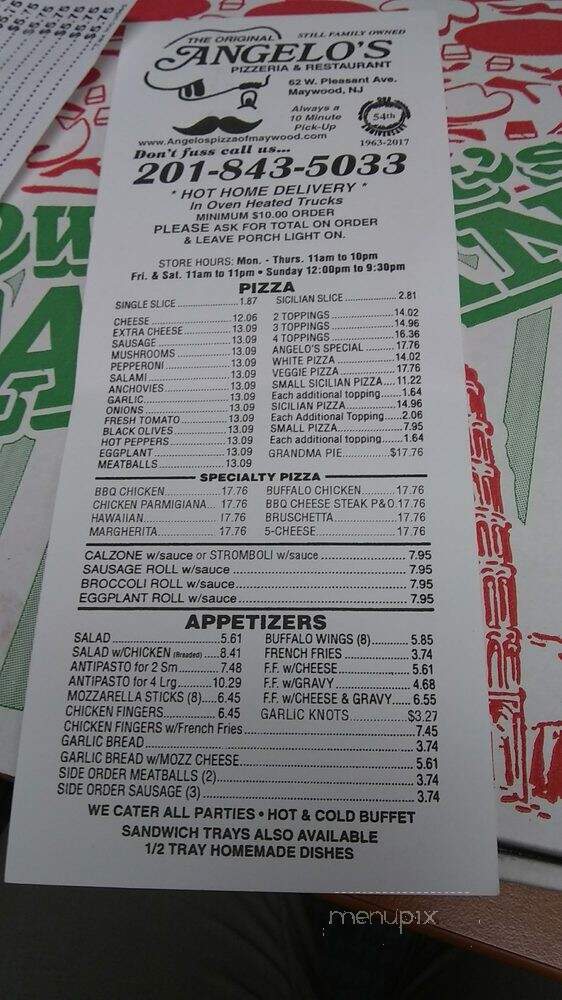 THE ORIGINAL
STILL FAMILY OWNED
ANGELO'S
PIZZERIA & RESTAURANT
62 W. Pleasant Ave.
Maywood, NJ
Always a
10 Minute
Pick-Up
54th
ANNIVERSARY
1963-2017
www.Angelospizzaofmaywood.com
Don't fuss call us...
201-843-5033
* HOT HOME DELIVERY *
In Oven Heated Trucks
MINIMUM $10.00 ORDER
PLEASE ASK FOR TOTAL ON ORDER
& LEAVE PORCH LIGHT ON.
STORE HOURS: Mon. - Thurs. 11am to 10pm
Fri. & Sat. 11am to 11pm • Sunday 12:00pm to 9:30pm
PIZZA
SINGLE SLICE 1.87
CHEESE 12.06
EXTRA CHEESE 13.09
SAUSAGE 13.09
MUSHROOMS 13.09
PEPPERONI 13.09
SALAMI 13.09
ANCHOVIES 13.09
GARLIC 13.09
ONIONS 13.09
FRESH TOMATO 13.09
BLACK OLIVES 13.09
HOT PEPPERS 13.09
EGGPLANT 13.09
MEATBALLS 13.09
SICILIAN SLICE 2.81
2 TOPPINGS 14.02
3 TOPPINGS 14.96
4 TOPPINGS 16.36
ANGELO'S SPECIAL 17.76
WHITE PIZZA 14.02
VEGGIE PIZZA 17.76
SMALL SICILIAN PIZZA 11.22
Each additional topping 1.64
SICILIAN PIZZA 14.96
Each Additional Topping 2.06
SMALL PIZZA 7.95
Each additional topping 1.64
GRANDMA PIE $17.76
SPECIALTY PIZZA
BBQ CHICKEN 17.76
CHICKEN PARMIGIANA 17.76
HAWAIIAN 17.76
MARGHERITA 17.76
BUFFALO CHICKEN 17.76
BBQ CHEESE STEAK P&O 17.76
BRUSCHETTA 17.76
5-CHEESE 17.76
CALZONE w/sauce or STROMBOLI w/sauce 7.95
SAUSAGE ROLL w/sauce 7.95
BROCCOLI ROLL w/sauce 7.95
EGGPLANT ROLL w/sauce 7.95
APPETIZERS
SALAD 5.61
SALAD w/CHICKEN (Breaded) 8.41
ANTIPASTO for 2 Sm 7.48
ANTIPASTO for 4 Lrg 10.29
MOZZARELLA STICKS (8) 6.45
CHICKEN FINGERS 6.45
BUFFALO WINGS (8) 5.85
FRENCH FRIES 3.74
F.F. w/CHEESE 5.61
F.F. w/GRAVY 4.68
F.F. w/CHEESE & GRAVY 6.55
GARLIC KNOTS $3.27
CHICKEN FINGERS w/French Fries 7.45
GARLIC BREAD 3.74
GARLIC BREAD w/MOZZ CHEESE 5.61
SIDE ORDER MEATBALLS (2) 3.74
SIDE ORDER SAUSAGE (3) 3.74
WE CATER ALL PARTIES • HOT & COLD BUFFET
SANDWICH TRAYS ALSO AVAILABLE
1/2 TRAY HOMEMADE DISHES
menupix